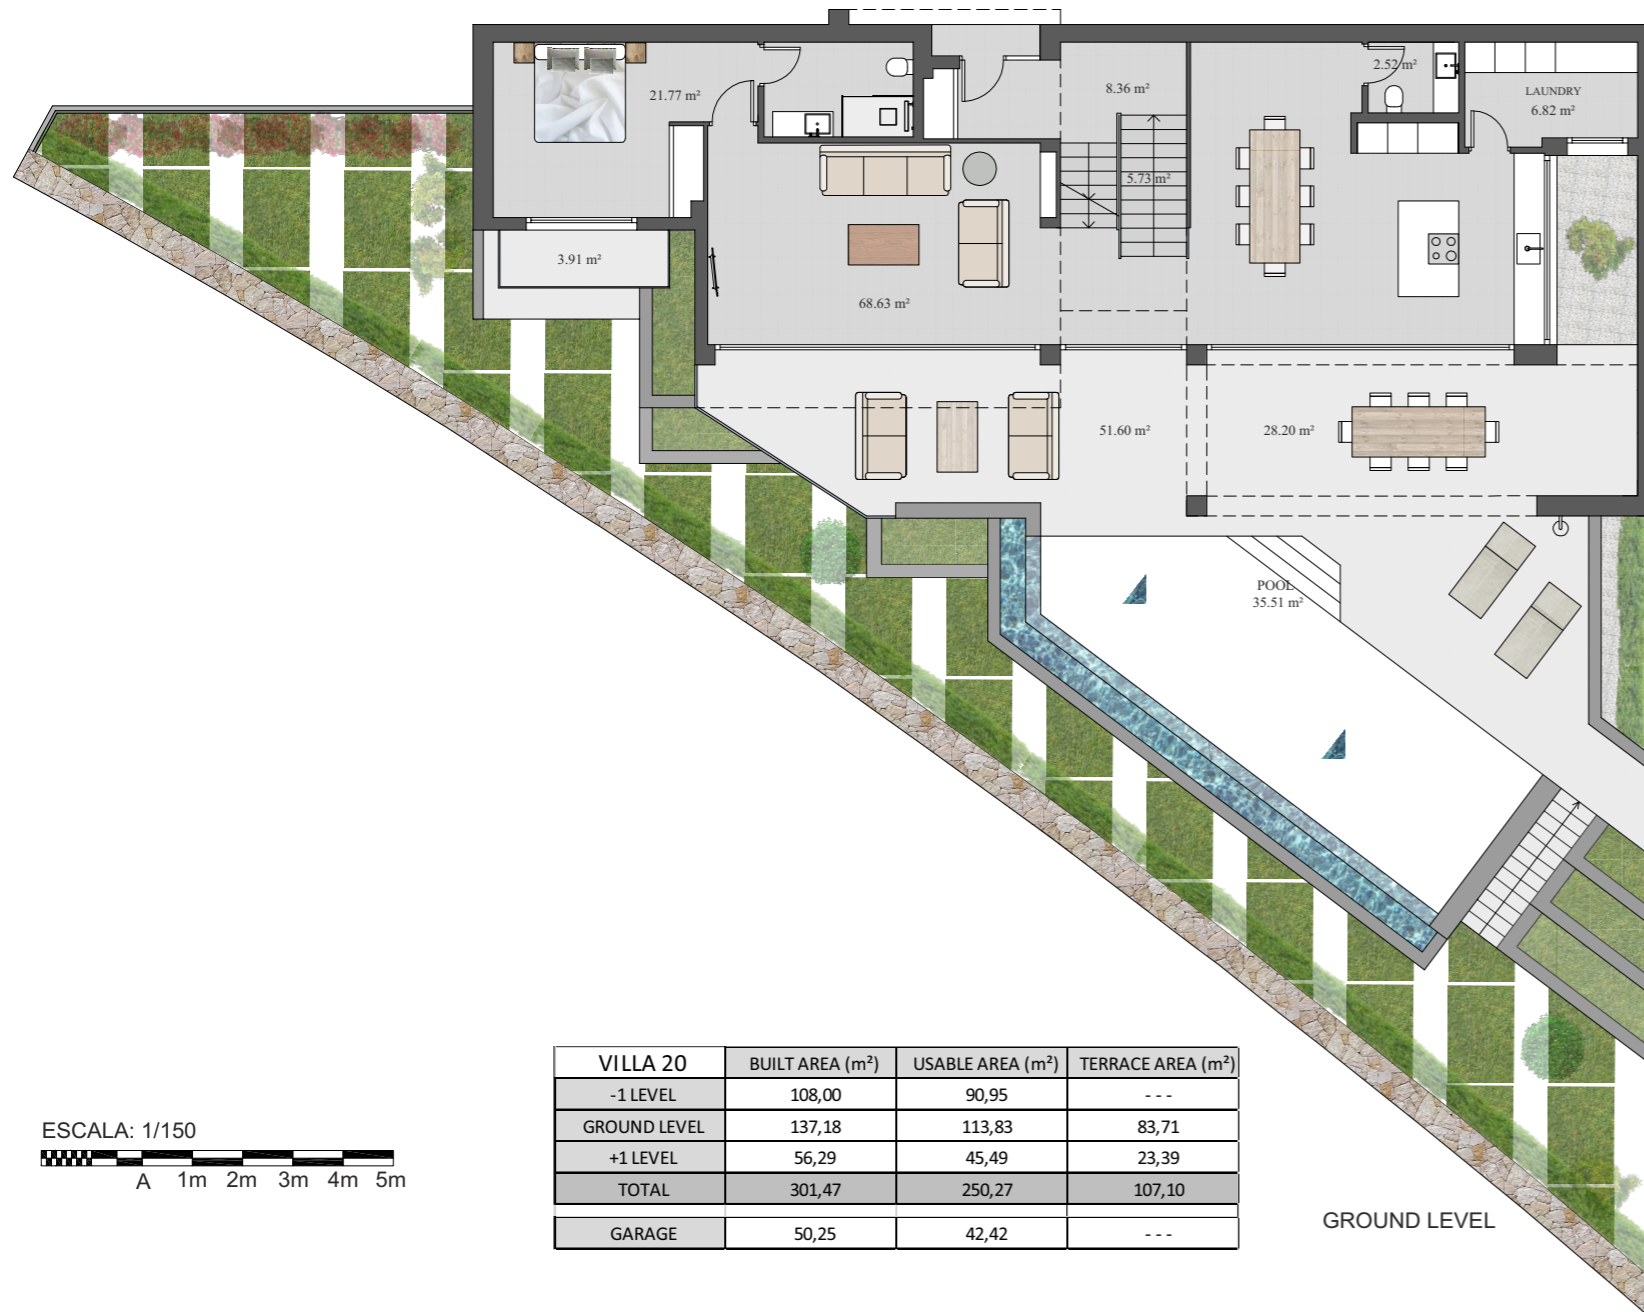 21.77 m²
8.36 m²
2.52 m²
LAUNDRY
6.82 m²
5.73 m²
3.91 m²
68.63 m²
51.60 m²
28.20 m²
POOL
35.51 m²
VILLA 20 BUILT AREA (m²) USABLE AREA (m²) TERRACE AREA (m²)
-1 LEVEL 108,00 90,95 - - -
GROUND LEVEL 137,18 113,83 83,71
+1 LEVEL 56,29 45,49 23,39
TOTAL 301,47 250,27 107,10
GARAGE 50,25 42,42 - - -
ESCALA: 1/150
A 1m 2m 3m 4m 5m
GROUND LEVEL